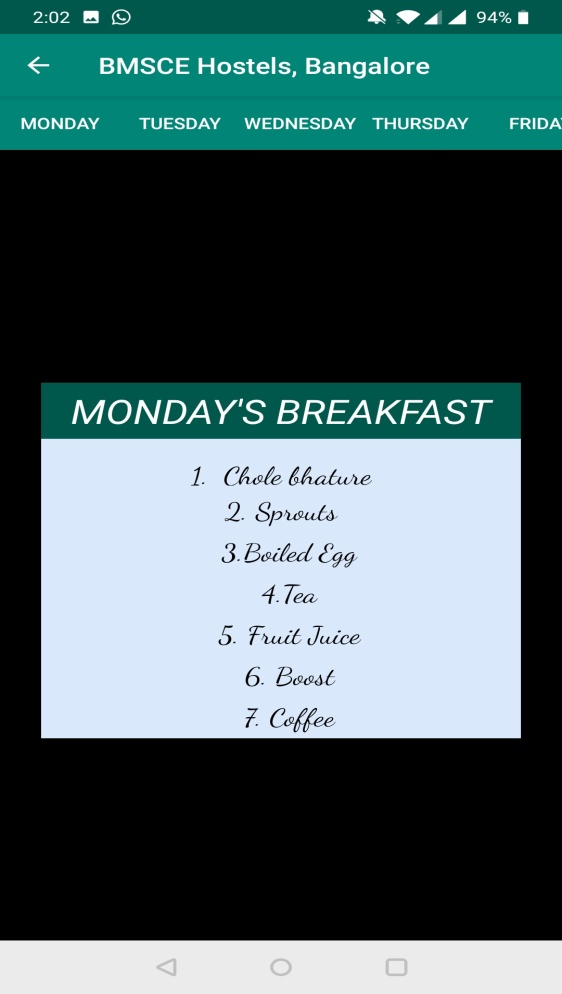 2:02 94%
BMSCE Hostels, Bangalore
MONDAY TUESDAY WEDNESDAY THURSDAY FRIDA
MONDAY'S BREAKFAST
1. Chole bhature
2. Sprouts
3.Boiled Egg
4.Tea
5. Fruit Juice
6. Boost
7. Coffee